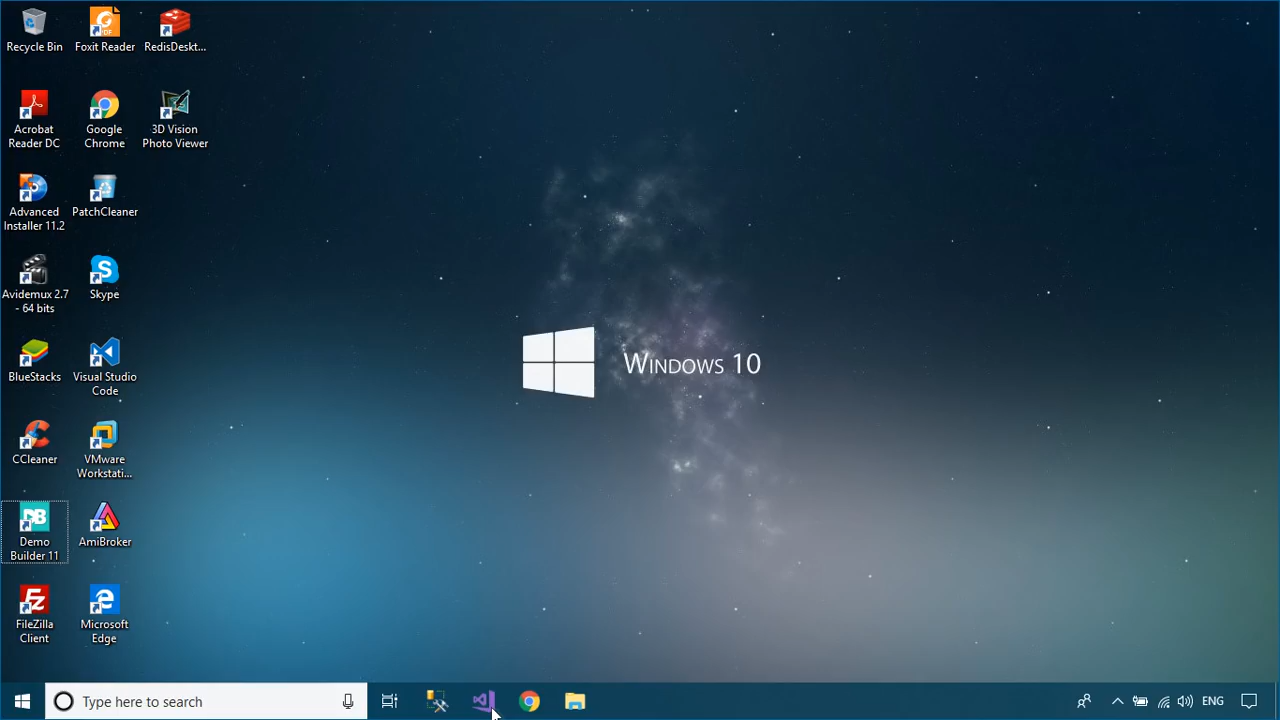 Recycle Bin
Foxit Reader
RedisDeskt...
Acrobat
Reader DC
Google
Chrome
3D Vision
Photo Viewer
Advanced
Installer 11.2
PatchCleaner
Avidemux 2.7
- 64 bits
Skype
BlueStacks
Visual Studio
Code
WINDOWS 10
CCleaner
VMware
Workstati...
DB
Demo
Builder 11
AmiBroker
FileZilla
Client
Microsoft
Edge
Type here to search
ENG